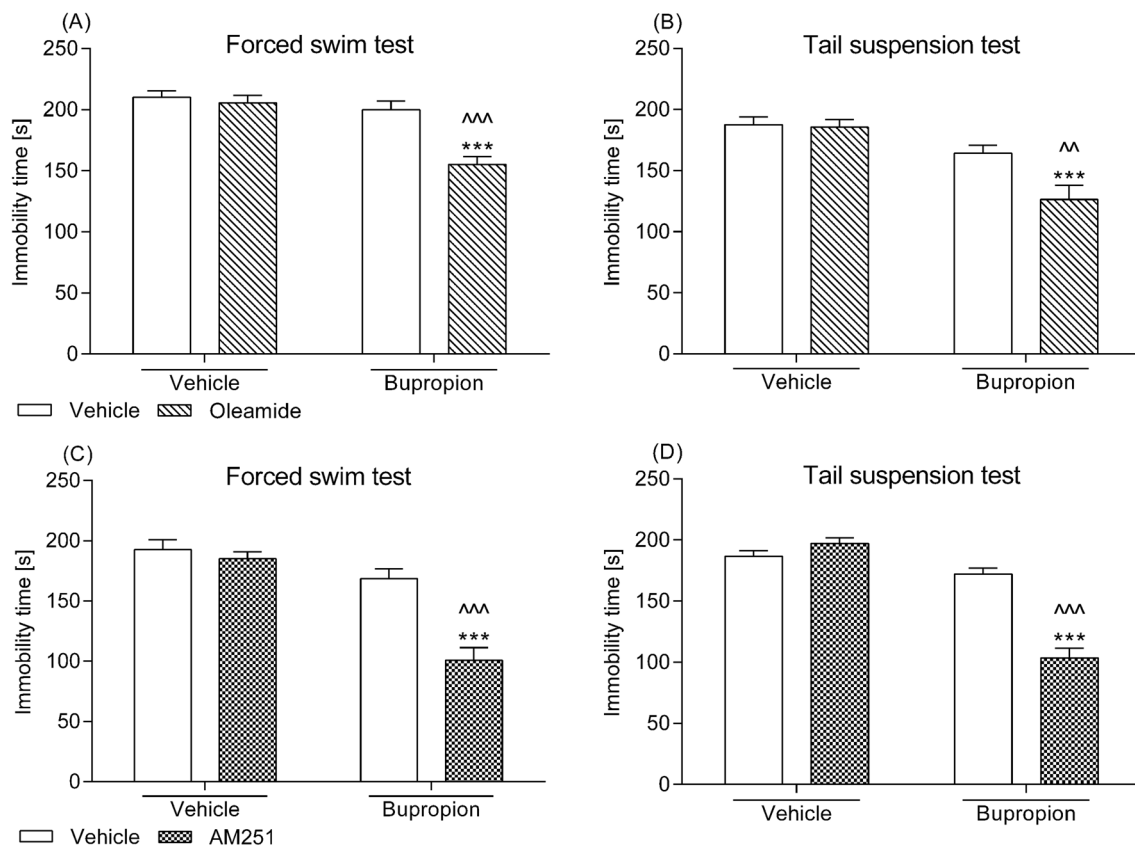 (A)
Forced swim test
Immobility time [s]
250
200
150
100
50
0
^^^
***
Vehicle
Bupropion
Vehicle Oleamide
(B)
Tail suspension test
Immobility time [s]
250
200
150
100
50
0
^^
***
Vehicle
Bupropion
(C)
Forced swim test
Immobility time [s]
250
200
150
100
50
0
^^^
***
Vehicle
Bupropion
Vehicle AM251
(D)
Tail suspension test
Immobility time [s]
250
200
150
100
50
0
^^^
***
Vehicle
Bupropion